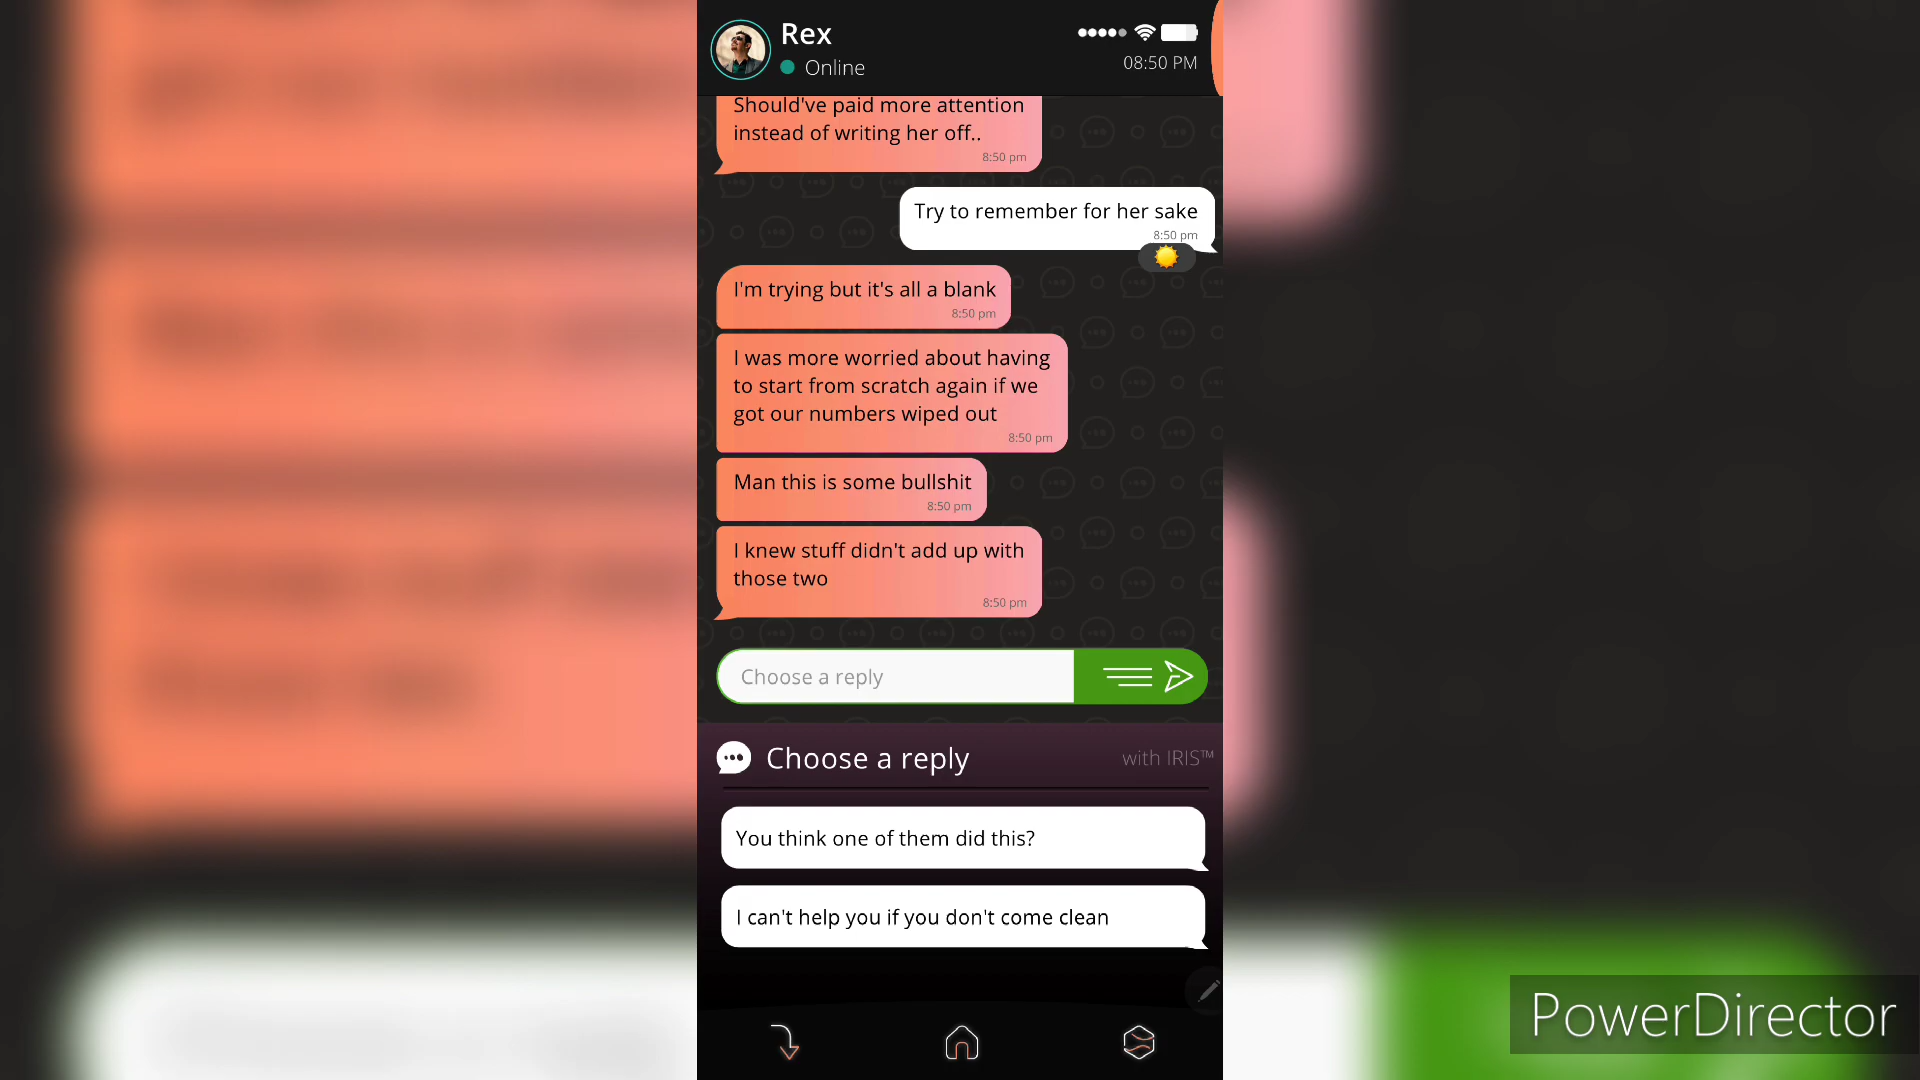 Rex
Online
08:50 PM
Should've paid more attention
instead of writing her off..
8:50 pm
Try to remember for her sake
8:50 pm
I'm trying but it's all a blank
8:50 pm
I was more worried about having
to start from scratch again if we
got our numbers wiped out
8:50 pm
Man this is some bullshit
8:50 pm
I knew stuff didn't add up with
those two
8:50 pm
Choose a reply
Choose a reply
with IRIS™
You think one of them did this?
I can't help you if you don't come clean
PowerDirector